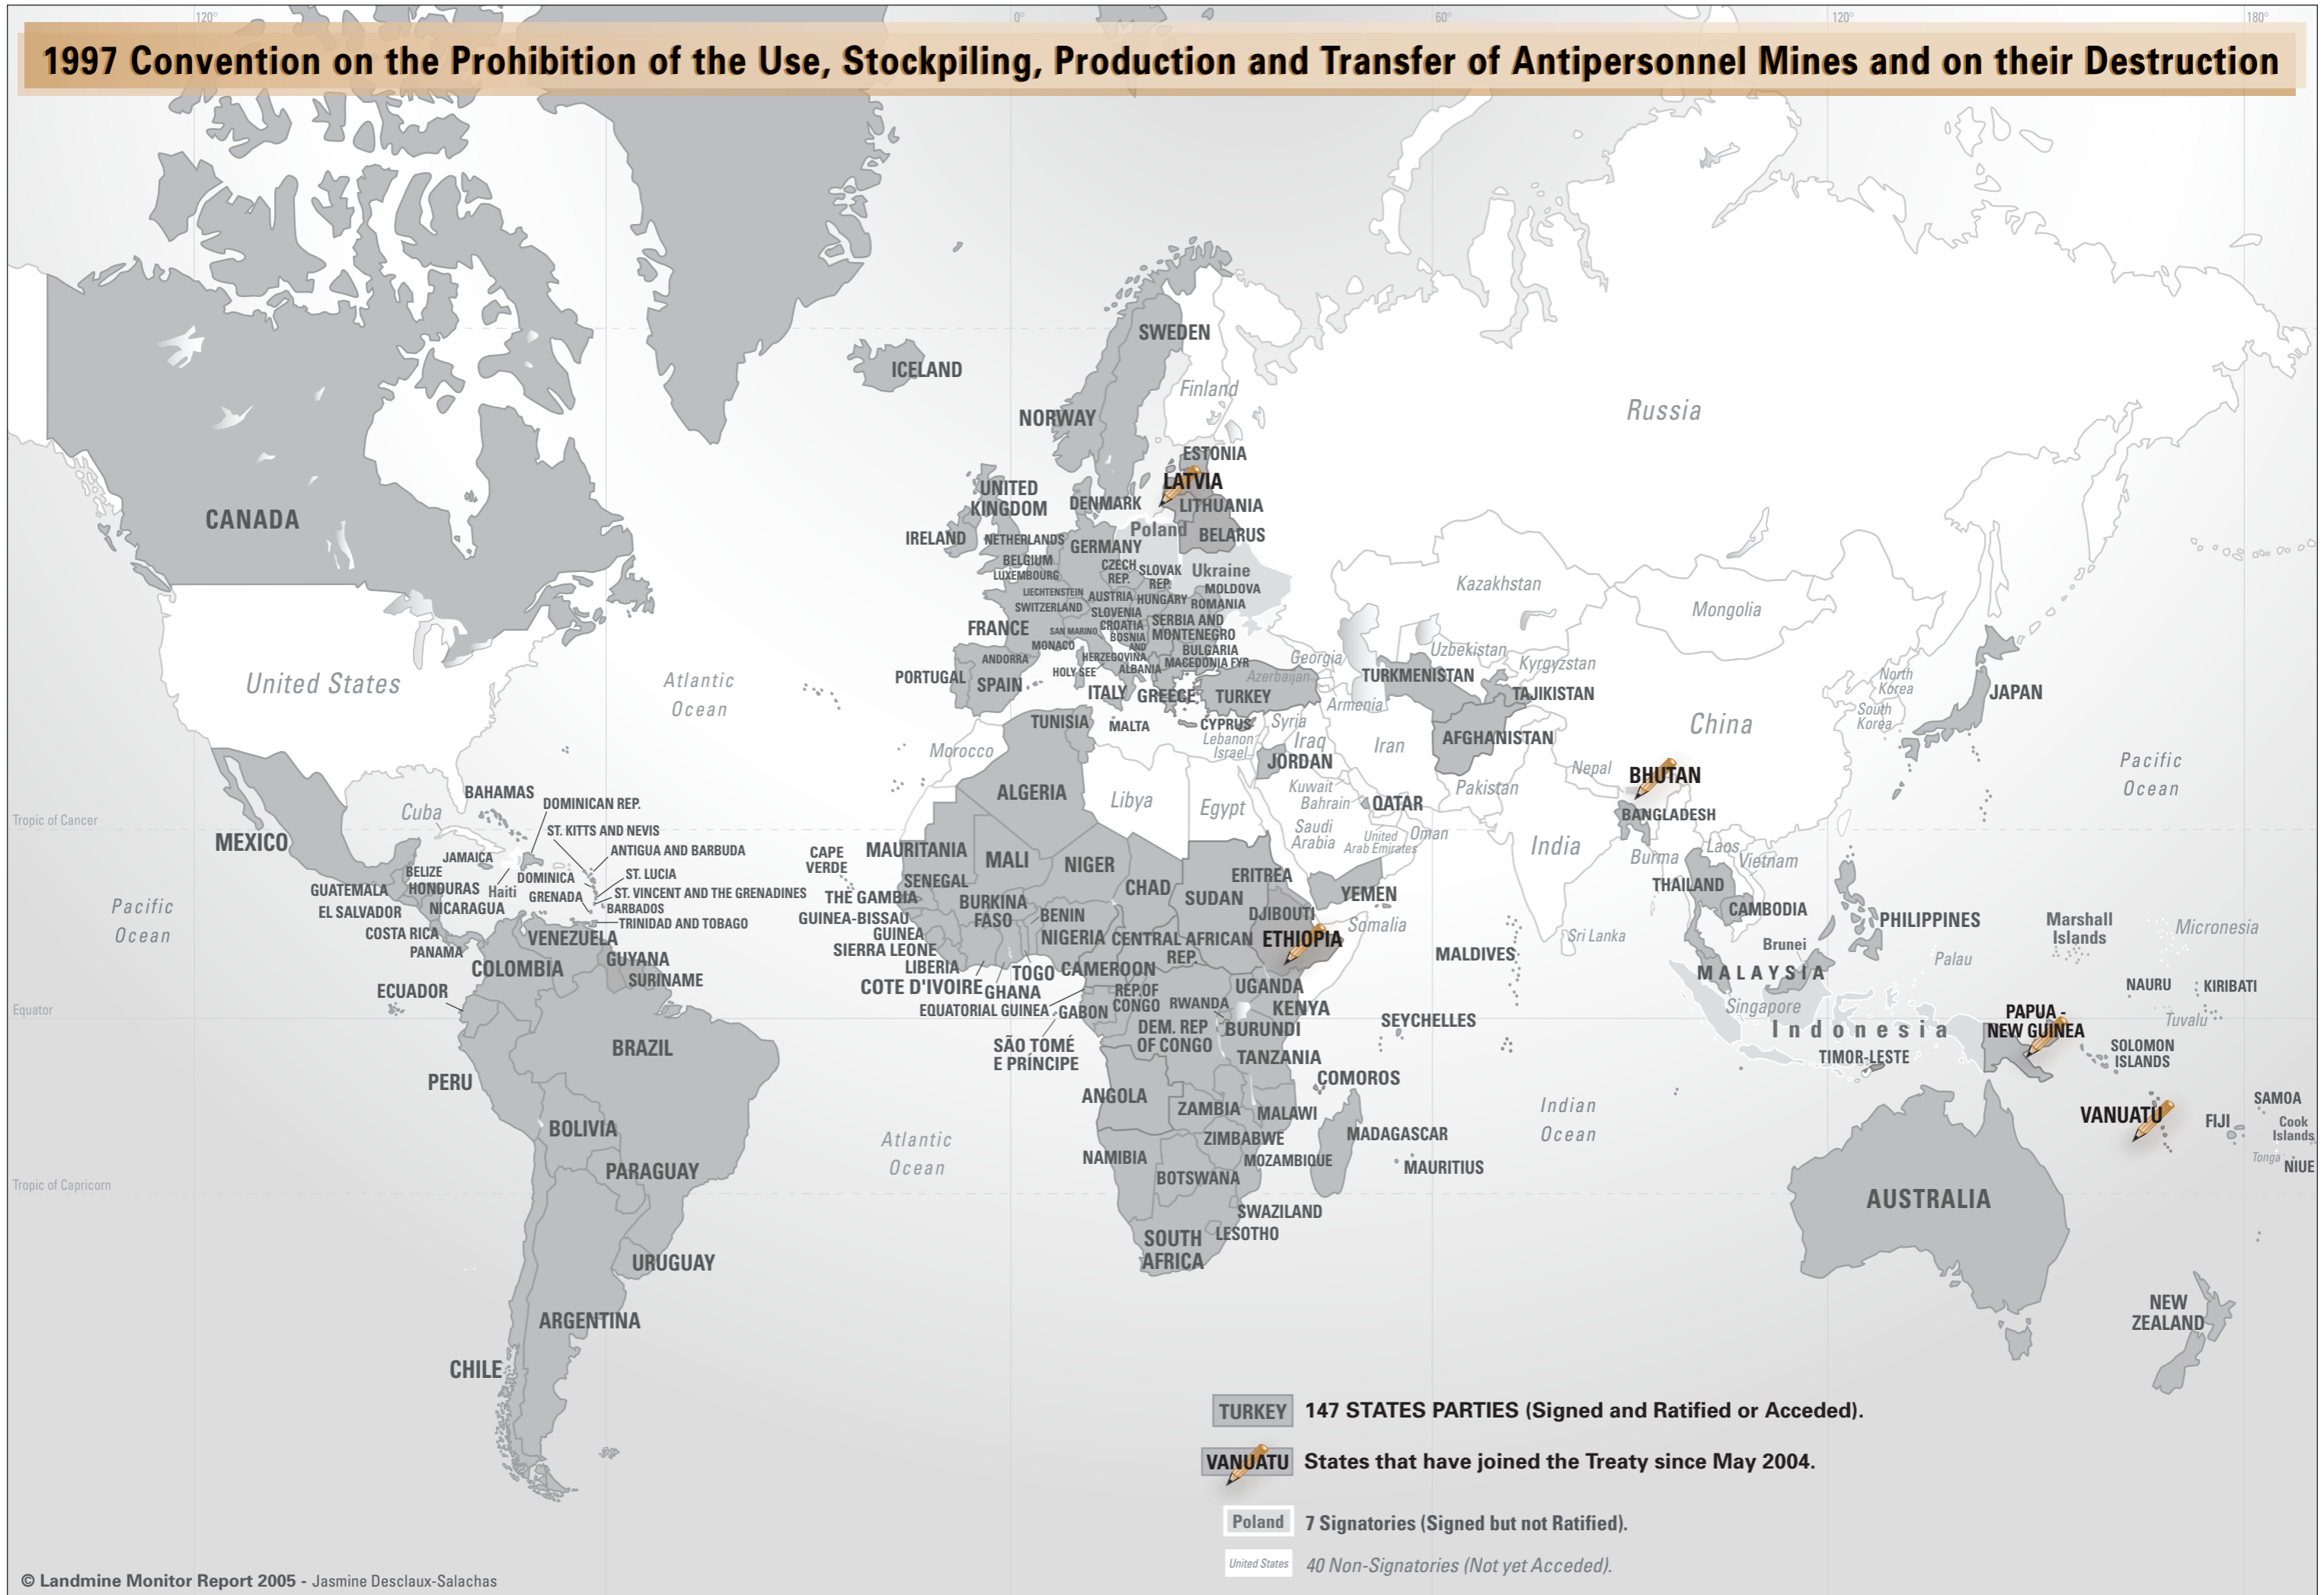 120°
0°
60°
120°
180°
1997 Convention on the Prohibition of the Use, Stockpiling, Production and Transfer of Antipersonnel Mines and on their Destruction
SWEDEN
ICELAND
Finland
Russia
NORWAY
ESTONIA
LATVIA
UNITED
KINGDOM
DENMARK
LITHUANIA
CANADA
Poland
BELARUS
IRELAND
NETHERLANDS
GERMANY
BELGIUM
CZECH
REP.
SLOVAK
REP.
Ukraine
LUXEMBOURG
Kazakhstan
MOLDOVA
LIECHTENSTEIN
AUSTRIA
HUNGARY
ROMANIA
SWITZERLAND
SLOVENIA
Mongolia
FRANCE
CROATIA
SERBIA AND
MONTENEGRO
SAN MARINO
BOSNIA
AND
HERZEGOVINA
MONACO
BULGARIA
Uzbekistan
ANDORRA
Georgia
Kyrgyzstan
HOLY SEE
ALBANIA
MACEDONIA FYR
PORTUGAL
SPAIN
Azerbaijan
TURKMENISTAN
United States
Atlantic
Ocean
ITALY
GREECE
TURKEY
TAJIKISTAN
North
Korea
JAPAN
Armenia
South
Korea
TUNISIA
MALTA
CYPRUS
Syria
China
Morocco
Lebanon
Israel
Iraq
Iran
AFGHANISTAN
JORDAN
Pacific
Ocean
Nepal
BHUTAN
ALGERIA
Kuwait
Pakistan
BAHAMAS
Libya
Egypt
Bahrain
QATAR
DOMINICAN REP.
Cuba
BANGLADESH
Tropic of Cancer
ST. KITTS AND NEVIS
Saudi
Arabia
United
Arab Emirates
Oman
MEXICO
ANTIGUA AND BARBUDA
CAPE
VERDE
MAURITANIA
India
Laos
JAMAICA
MALI
NIGER
Burma
Vietnam
BELIZE
DOMINICA
ST. LUCIA
SENEGAL
CHAD
ERITREA
THAILAND
GUATEMALA
HONDURAS
Haiti
GRENADA
ST. VINCENT AND THE GRENADINES
THE GAMBIA
BURKINA
FASO
SUDAN
YEMEN
Pacific
Ocean
EL SALVADOR
NICARAGUA
BARBADOS
GUINEA-BISSAU
BENIN
DJIBOUTI
CAMBODIA
TRINIDAD AND TOBAGO
Somalia
PHILIPPINES
Marshall
Islands
Micronesia
COSTA RICA
GUINEA
NIGERIA
CENTRAL AFRICAN
REP.
ETHIOPIA
Sri Lanka
PANAMA
VENEZUELA
SIERRA LEONE
Brunei
MALDIVES
GUYANA
LIBERIA
Palau
COLOMBIA
TOGO
CAMEROON
MALAYSIA
SURINAME
COTE D'IVOIRE
GHANA
REP.OF
CONGO
UGANDA
NAURU
KIRIBATI
ECUADOR
RWANDA
KENYA
Singapore
Equator
EQUATORIAL GUINEA
GABON
PAPUA -
NEW GUINEA
Tuvalu
BURUNDI
SEYCHELLES
Indonesia
DEM. REP
OF CONGO
SÃO TOMÉ
E PRÍNCIPE
BRAZIL
TANZANIA
TIMOR-LESTE
SOLOMON
ISLANDS
PERU
COMOROS
ANGOLA
SAMOA
ZAMBIA
MALAWI
Indian
Ocean
VANUATU
FIJI
Cook
Islands
BOLIVIA
Atlantic
Ocean
ZIMBABWE
MADAGASCAR
NAMIBIA
MOZAMBIQUE
Tonga
PARAGUAY
MAURITIUS
NIUE
BOTSWANA
Tropic of Capricorn
AUSTRALIA
SWAZILAND
LESOTHO
SOUTH
AFRICA
URUGUAY
NEW
ZEALAND
ARGENTINA
CHILE
TURKEY 147 STATES PARTIES (Signed and Ratified or Acceded).
VANUATU States that have joined the Treaty since May 2004.
Poland 7 Signatories (Signed but not Ratified).
United States 40 Non-Signatories (Not yet Acceded).
© Landmine Monitor Report 2005 - Jasmine Desclaux-Salachas